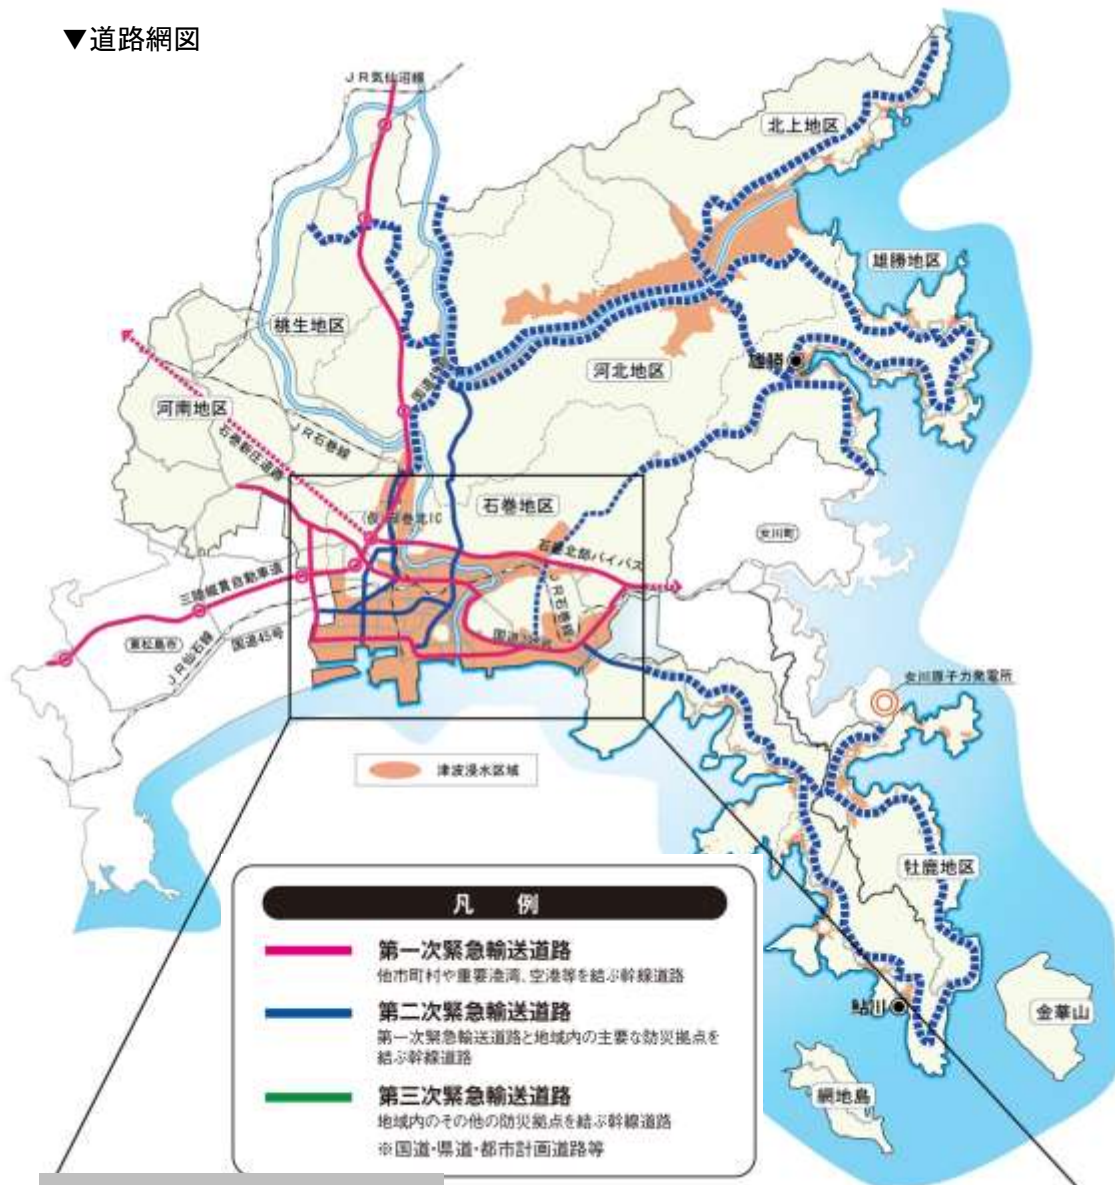 ▼道路網図
JR気仙沼線
北上地区
雄勝地区
桃生地区
雄勝
河北地区
河南地区
JR石巻線
石巻新庄道路
石巻地区
石巻北部バイパス
女川町
三陸縦貫自動車道
JR石巻線
東松島市
国道45号
JR仙石線
女川原子力発電所
津波浸水区域
牡鹿地区
凡 例
第一次緊急輸送道路
他市町村や重要港湾、空港等を結ぶ幹線道路
鮎川
金華山
第二次緊急輸送道路
第一次緊急輸送道路と地域内の主要な防災拠点を
結ぶ幹線道路
第三次緊急輸送道路
地域内のその他の防災拠点を結ぶ幹線道路
※国道・県道・都市計画道路等
網地島